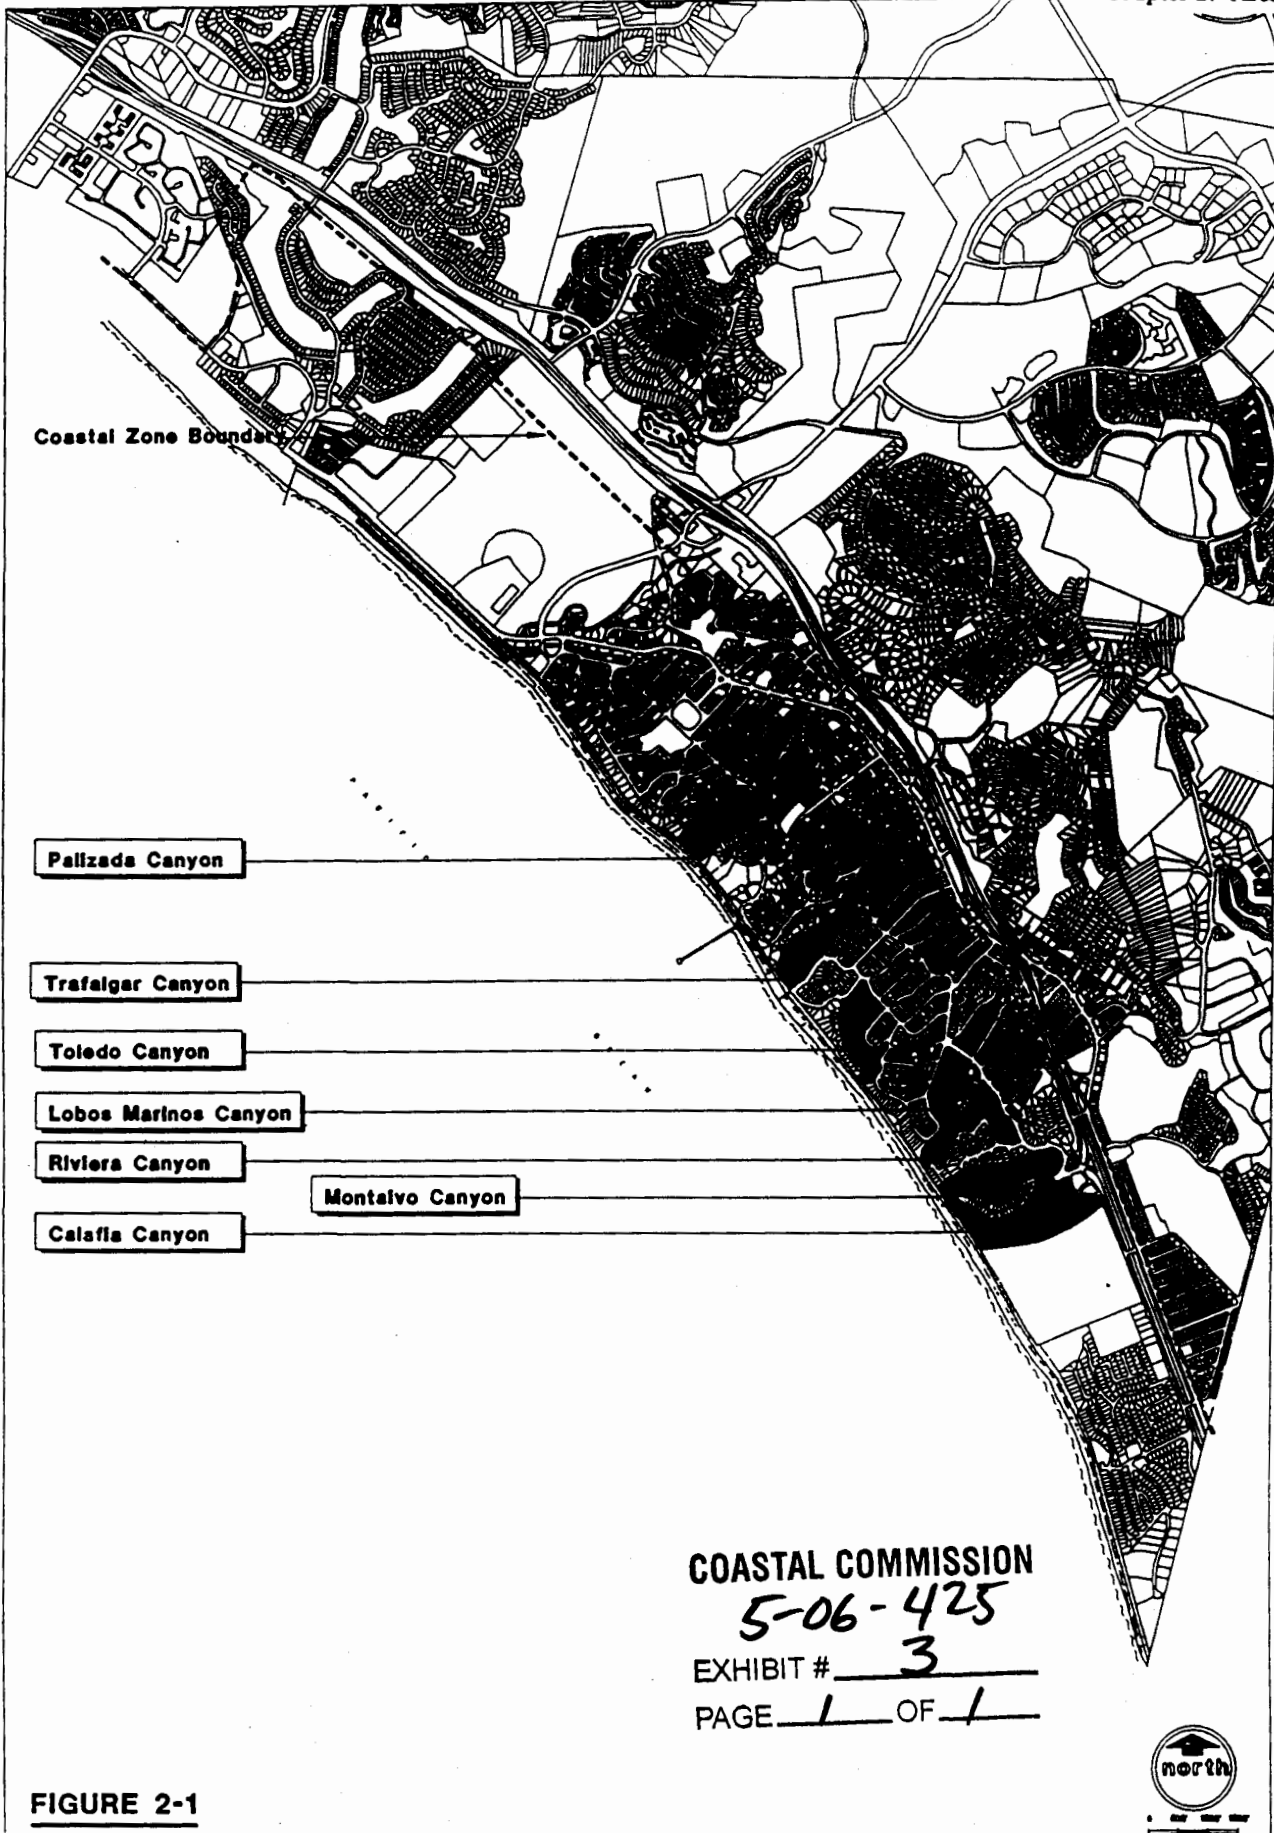 Coastal Zone Boundary
Palizada Canyon
Trafalgar Canyon
Toledo Canyon
Lobos Marinos Canyon
Riviera Canyon
Montalvo Canyon
Calafia Canyon
COASTAL COMMISSION
5-06-425
EXHIBIT # 3
PAGE 1 OF 1
north
FIGURE 2-1